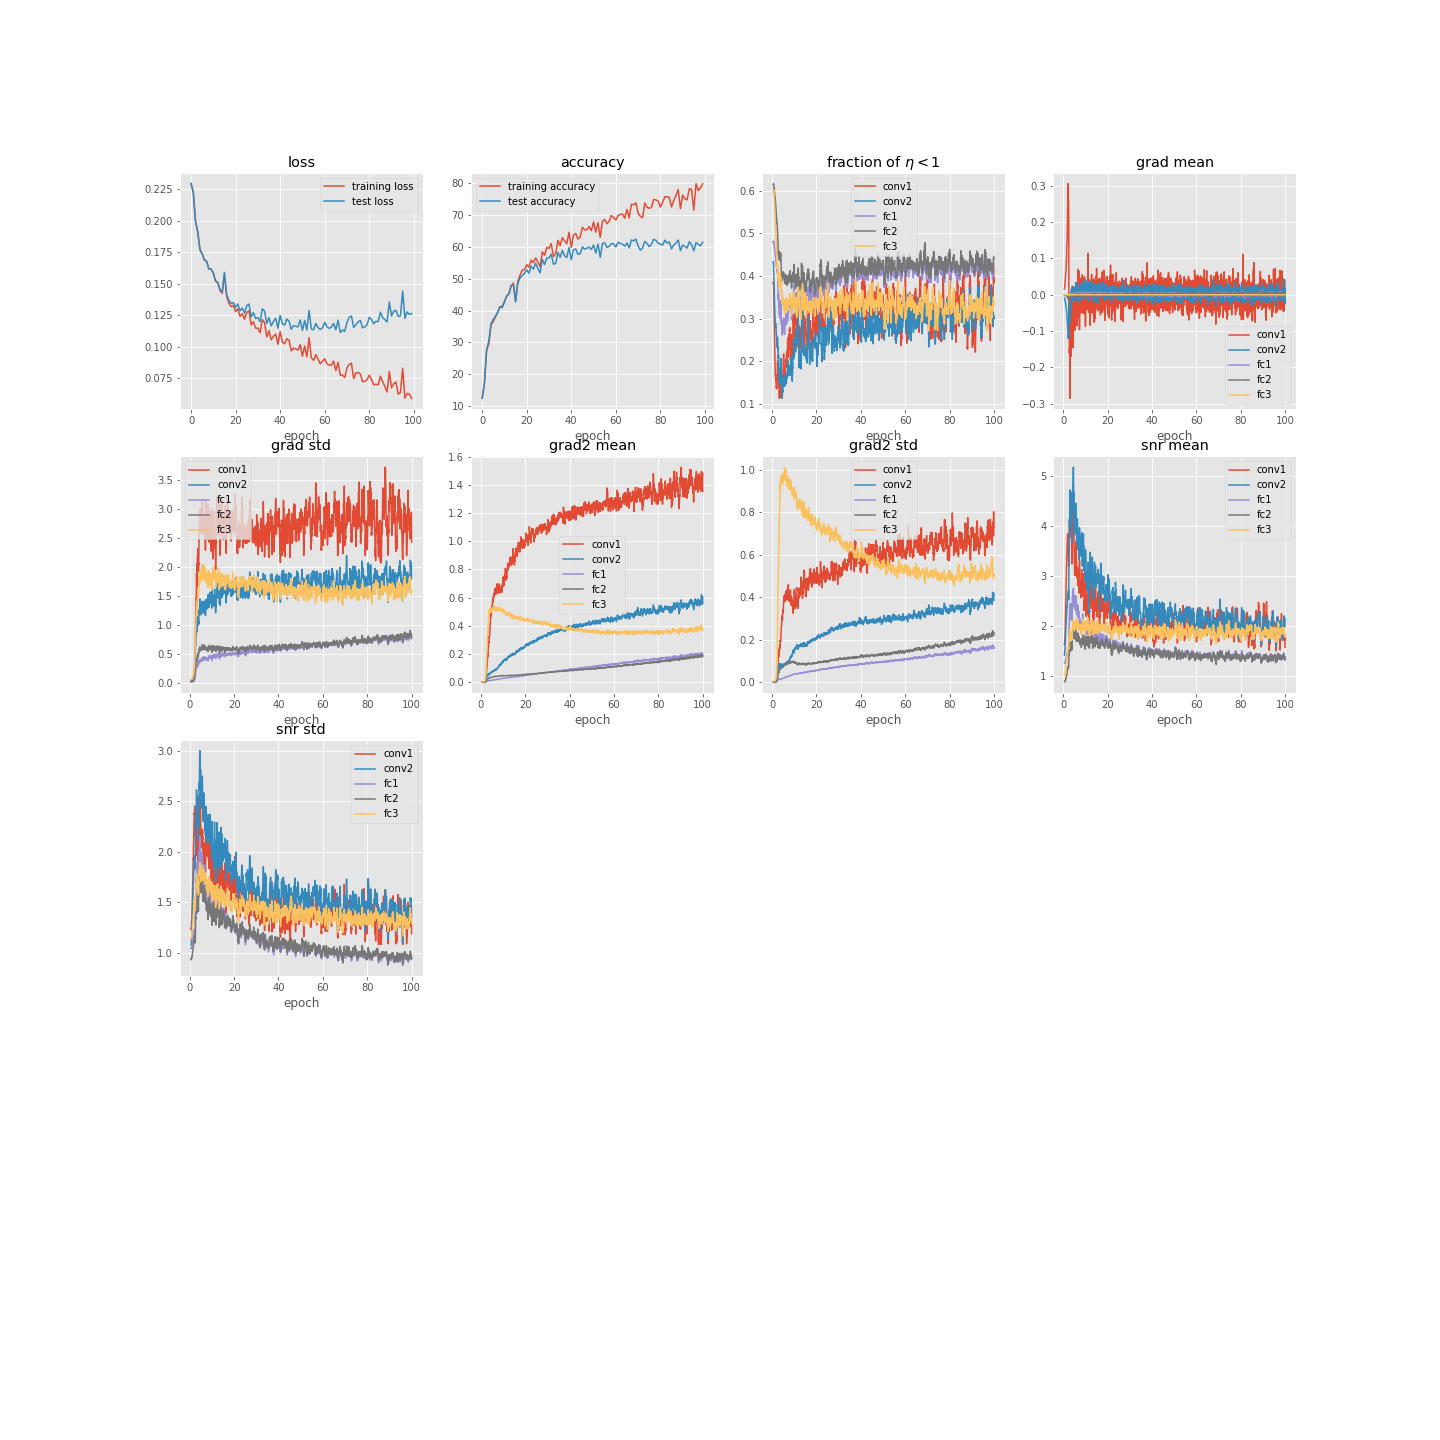 loss
0.225
0.200
0.175
0.150
0.125
0.100
0.075
0 20 40 60 80 100
epoch
training loss
test loss
accuracy
80
70
60
50
40
30
20
10
0 20 40 60 80 100
epoch
training accuracy
test accuracy
fraction of η < 1
0.6
0.5
0.4
0.3
0.2
0.1
0 20 40 60 80 100
epoch
conv1
conv2
fc1
fc2
fc3
grad mean
0.3
0.2
0.1
0.0
−0.1
−0.2
−0.3
0 20 40 60 80 100
epoch
conv1
conv2
fc1
fc2
fc3
grad std
3.5
3.0
2.5
2.0
1.5
1.0
0.5
0.0
0 20 40 60 80 100
epoch
conv1
conv2
fc1
fc2
fc3
grad2 mean
1.6
1.4
1.2
1.0
0.8
0.6
0.4
0.2
0.0
0 20 40 60 80 100
epoch
conv1
conv2
fc1
fc2
fc3
grad2 std
1.0
0.8
0.6
0.4
0.2
0.0
0 20 40 60 80 100
epoch
conv1
conv2
fc1
fc2
fc3
snr mean
5
4
3
2
1
0 20 40 60 80 100
epoch
conv1
conv2
fc1
fc2
fc3
snr std
3.0
2.5
2.0
1.5
1.0
0 20 40 60 80 100
epoch
conv1
conv2
fc1
fc2
fc3